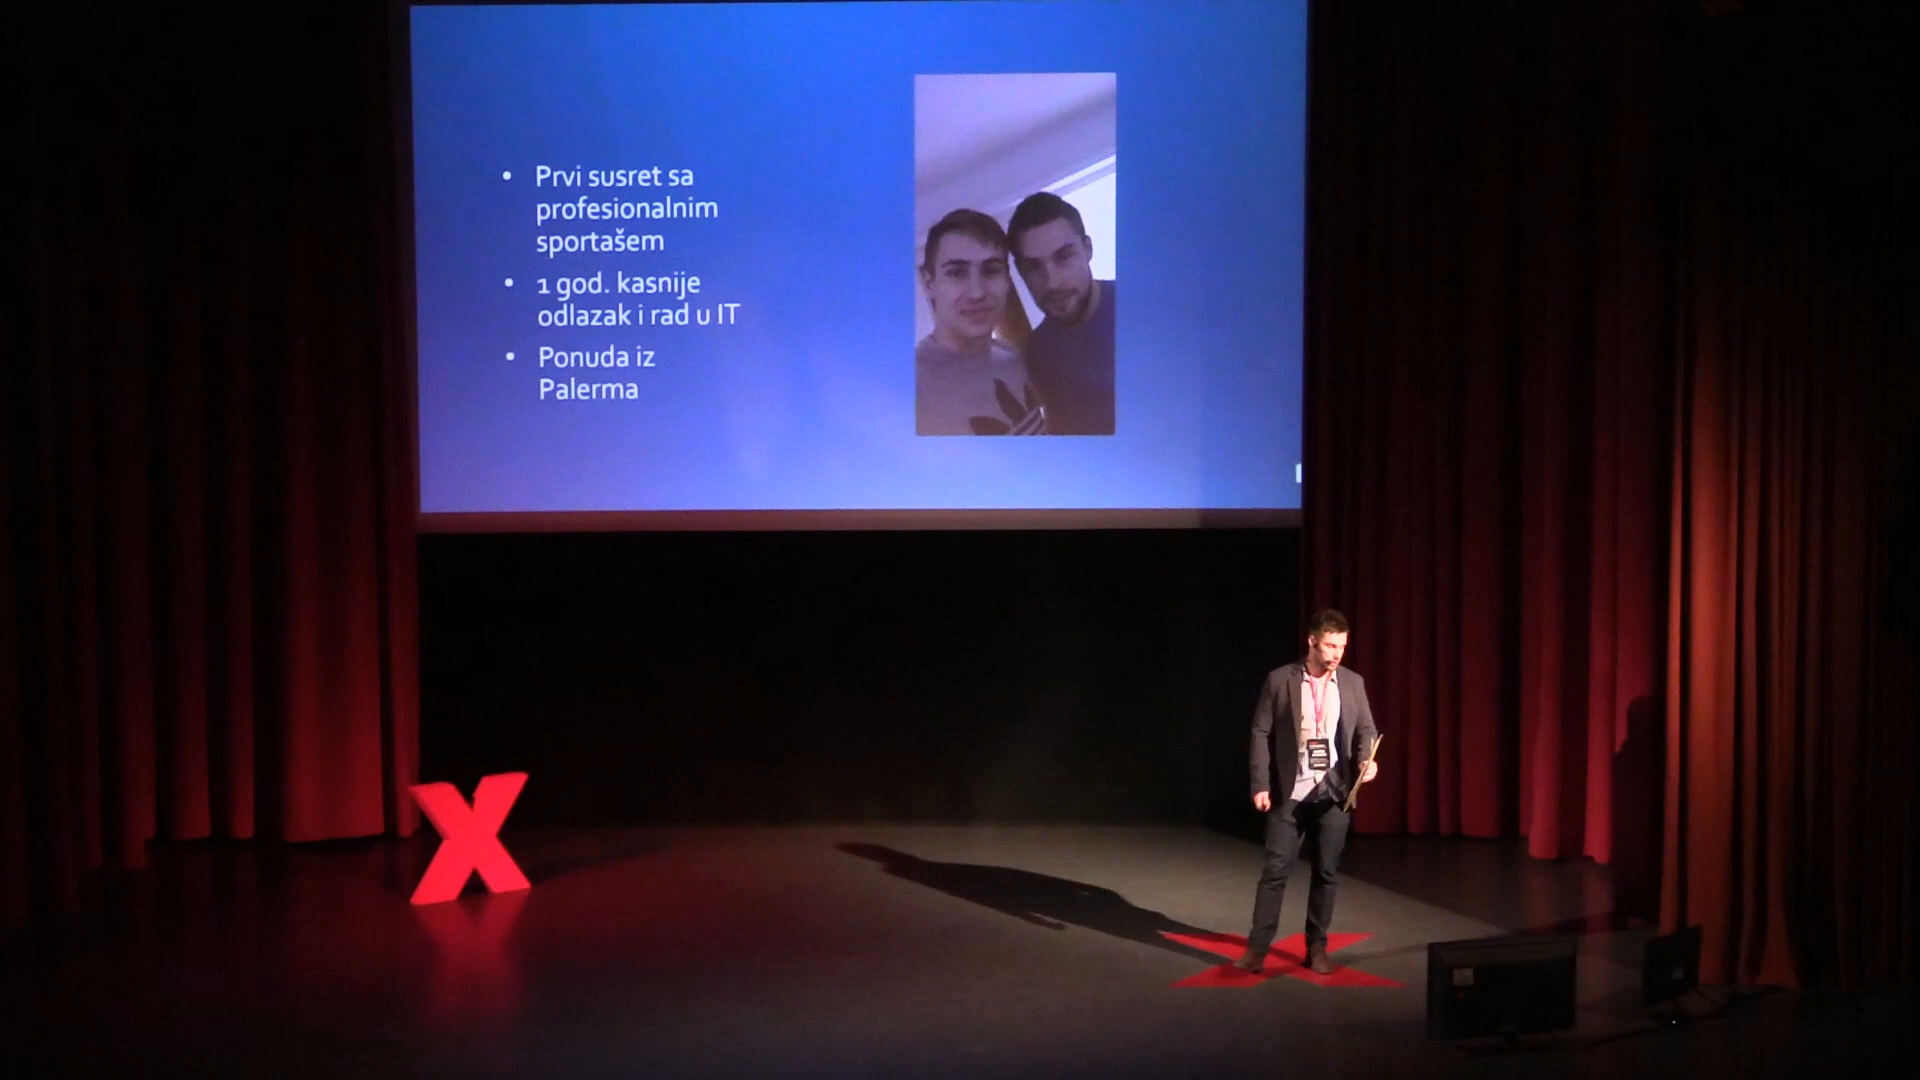 • Prvi susret sa
profesionalnim
sportašem
• 1 god. kasnije
odlazak i rad u IT
• Ponuda iz
Palerma
X